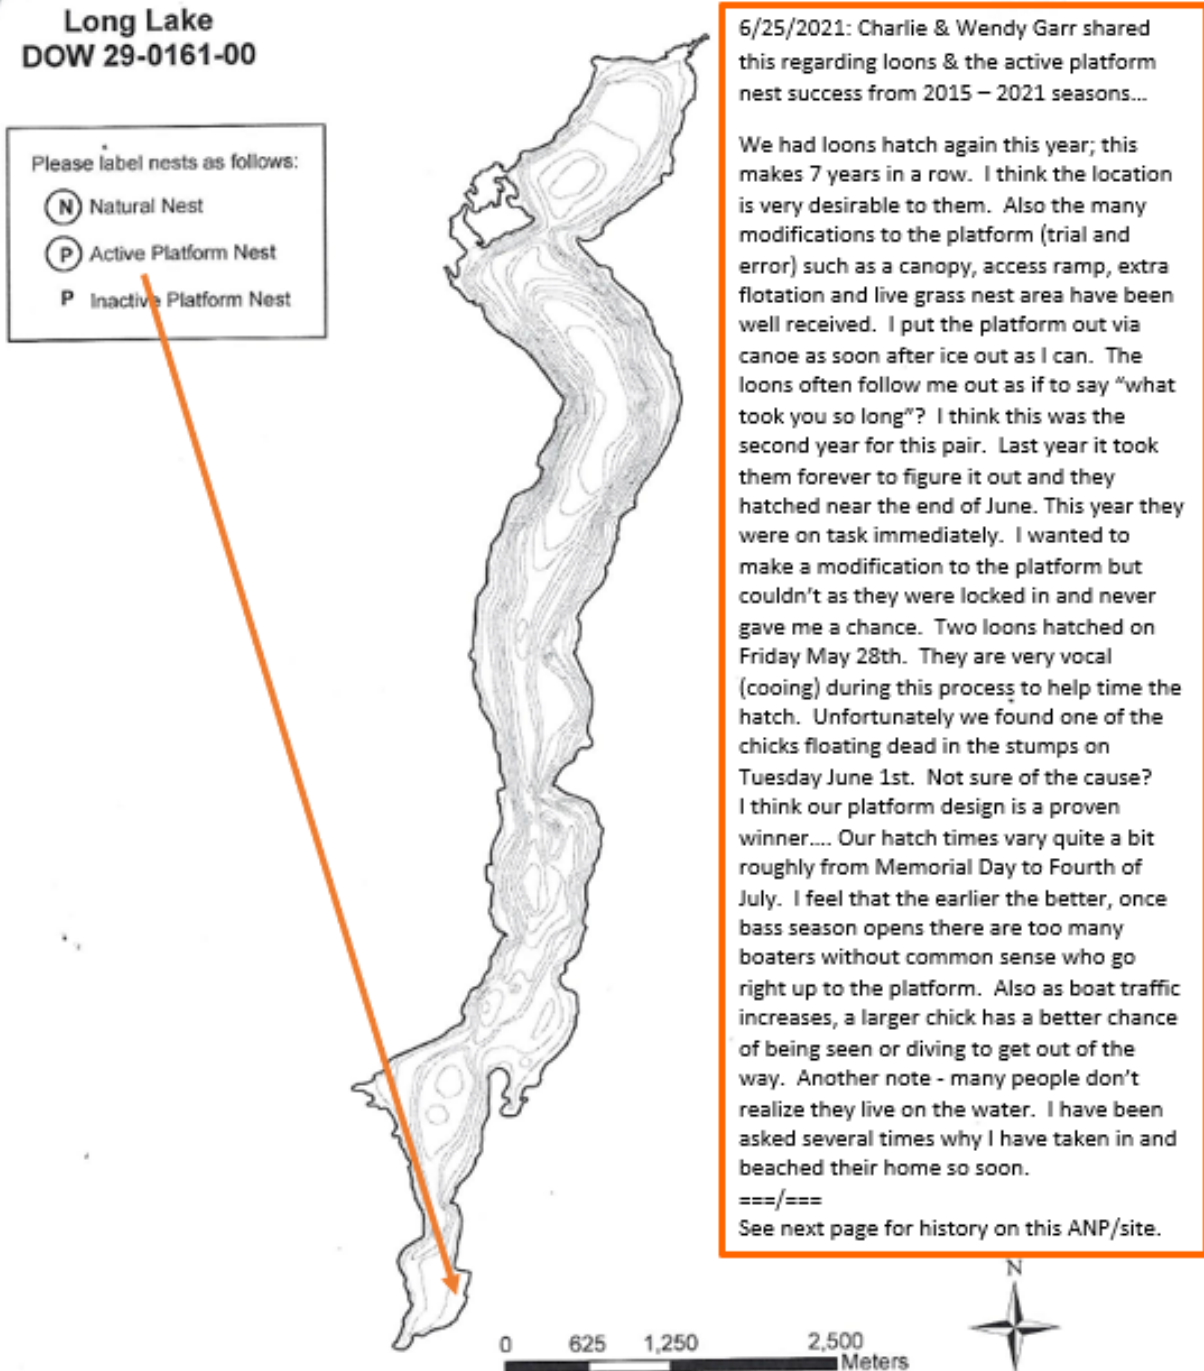 Long Lake
DOW 29-0161-00
Please label nests as follows:
N Natural Nest
P Active Platform Nest
P Inactive Platform Nest
6/25/2021: Charlie & Wendy Garr shared
this regarding loons & the active platform
nest success from 2015 – 2021 seasons...
We had loons hatch again this year; this
makes 7 years in a row. I think the location
is very desirable to them. Also the many
modifications to the platform (trial and
error) such as a canopy, access ramp, extra
flotation and live grass nest area have been
well received. I put the platform out via
canoe as soon after ice out as I can. The
loons often follow me out as if to say “what
took you so long”? I think this was the
second year for this pair. Last year it took
them forever to figure it out and they
hatched near the end of June. This year they
were on task immediately. I wanted to
make a modification to the platform but
couldn’t as they were locked in and never
gave me a chance. Two loons hatched on
Friday May 28th. They are very vocal
(cooing) during this process to help time the
hatch. Unfortunately we found one of the
chicks floating dead in the stumps on
Tuesday June 1st. Not sure of the cause?
I think our platform design is a proven
winner.... Our hatch times vary quite a bit
roughly from Memorial Day to Fourth of
July. I feel that the earlier the better, once
bass season opens there are too many
boaters without common sense who go
right up to the platform. Also as boat traffic
increases, a larger chick has a better chance
of being seen or diving to get out of the
way. Another note - many people don’t
realize they live on the water. I have been
asked several times why I have taken in and
beached their home so soon.
===/===
See next page for history on this ANP/site.
N
0 625 1,250 2,500
Meters